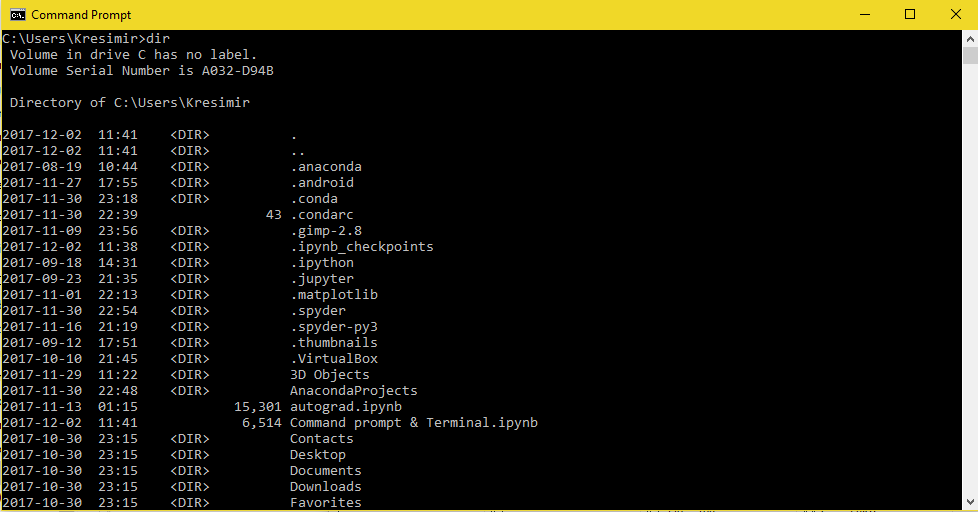 Command Prompt
C:\Users\Kresimir>dir
 Volume in drive C has no label.
 Volume Serial Number is A032-D94B
 Directory of C:\Users\Kresimir
2017-12-02  11:41    <DIR>          .
2017-12-02  11:41    <DIR>          ..
2017-08-19  10:44    <DIR>          .anaconda
2017-11-27  17:55    <DIR>          .android
2017-11-30  23:18    <DIR>          .conda
2017-11-30  22:39                43 .condarc
2017-11-09  23:56    <DIR>          .gimp-2.8
2017-12-02  11:38    <DIR>          .ipynb_checkpoints
2017-09-18  14:31    <DIR>          .ipython
2017-09-23  21:35    <DIR>          .jupyter
2017-11-01  22:13    <DIR>          .matplotlib
2017-11-30  22:54    <DIR>          .spyder
2017-11-16  21:19    <DIR>          .spyder-py3
2017-09-12  17:51    <DIR>          .thumbnails
2017-10-10  21:45    <DIR>          .VirtualBox
2017-11-29  11:22    <DIR>          3D Objects
2017-11-30  22:48    <DIR>          AnacondaProjects
2017-11-13  01:15            15,301 autograd.ipynb
2017-12-02  11:41             6,514 Command prompt & Terminal.ipynb
2017-10-30  23:15    <DIR>          Contacts
2017-10-30  23:15    <DIR>          Desktop
2017-10-30  23:15    <DIR>          Documents
2017-10-30  23:15    <DIR>          Downloads
2017-10-30  23:15    <DIR>          Favorites